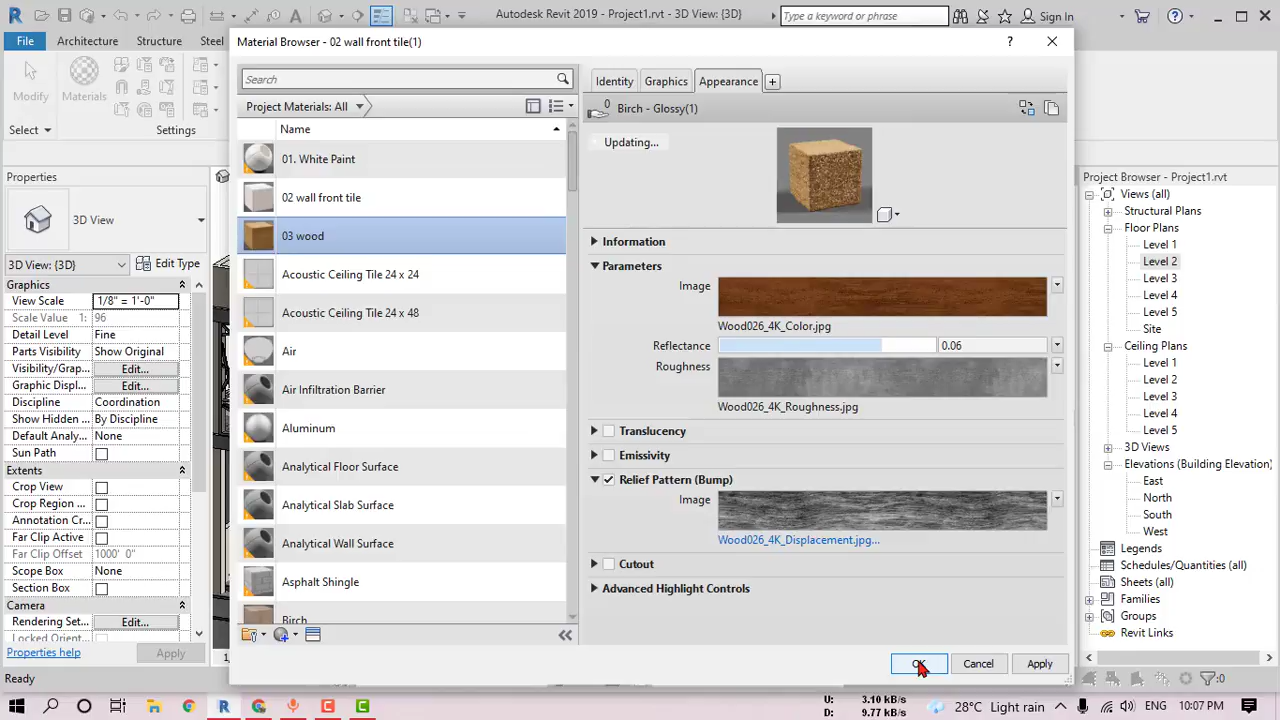 Autodesk Revit 2019 - Project1.rvt - 3D View: {3D}
Type a keyword or phrase
Sign In
File
Architecture
Structure
Steel
Modify
Materials
Select
Settings
Properties
3D View
3D View: {3D}
Edit Type
Graphics
View Scale
1/8" = 1'-0"
Scale Value 1:
96
Detail Level
Fine
Parts Visibility
Show Original
Visibility/Grap...
Edit...
Graphic Displ...
Edit...
Discipline
Coordination
Show Hidden ...
By Discipline
Default Analy...
None
Sun Path
Extents
Crop View
Crop Region ...
Annotation Cr...
Far Clip Active
Far Clip Offset
1000' 0"
Scope Box
None
Section Box
Camera
Rendering Set...
Edit...
Locked Orient...
Properties help
Apply
Ready
Material Browser - 02 wall front tile(1)
Search
Project Materials: All
Name
01. White Paint
02 wall front tile
03 wood
Acoustic Ceiling Tile 24 x 24
Acoustic Ceiling Tile 24 x 48
Air
Air Infiltration Barrier
Aluminum
Analytical Floor Surface
Analytical Slab Surface
Analytical Wall Surface
Asphalt Shingle
Birch
Identity
Graphics
Appearance
0
Birch - Glossy(1)
Updating...
Information
Parameters
Image
Wood026_4K_Color.jpg
Reflectance
0.06
Roughness
Wood026_4K_Roughness.jpg
Translucency
Emissivity
Relief Pattern (Bump)
Image
Wood026_4K_Displacement.jpg...
Cutout
Advanced Highlight Controls
OK
Cancel
Apply
Project Browser - Project1.rvt
Views (all)
Structural Plans
Floor Plans
Level 1
Level 2
Level 3
Level 4
Level 5
Site
Ceiling Plans
Level 1
Level 2
Level 3
Level 4
Level 5
3D Views
Elevations (Building Elevation)
East
North
South
West
Legends
Schedules/Quantities (all)
Sheets (all)
Families
Groups
Revit Links
:0
U: 3.10 kB/s
D: 9.77 kB/s
28°C Light rain
10:07 PM